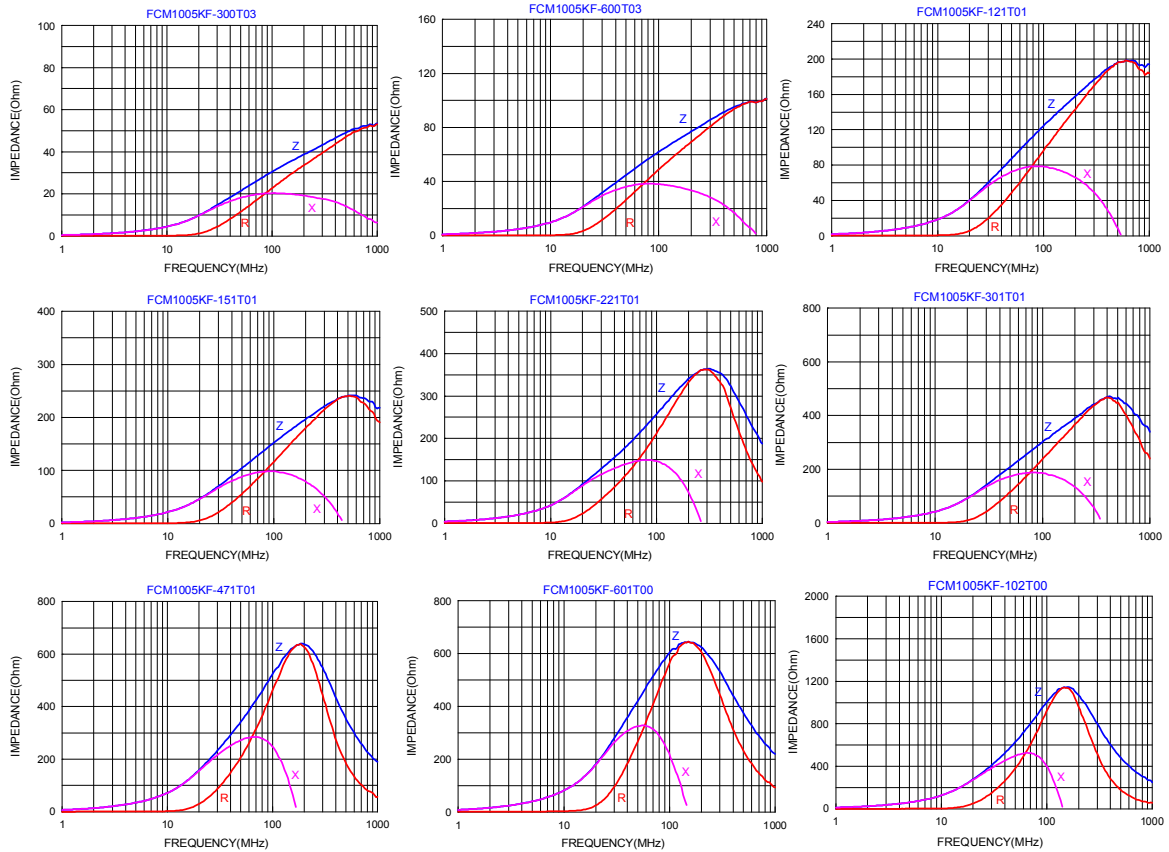 FCM1005KF-300T03
IMPEDANCE(Ohm)
100
80
60
40
20
0
Z
X
R
1
10
100
1000
FREQUENCY(MHz)
FCM1005KF-600T03
IMPEDANCE(Ohm)
160
120
80
40
0
Z
X
R
1
10
100
1000
FREQUENCY(MHz)
FCM1005KF-121T01
IMPEDANCE(Ohm)
240
200
160
120
80
40
0
Z
X
R
1
10
100
1000
FREQUENCY(MHz)
FCM1005KF-151T01
IMPEDANCE(Ohm)
400
300
200
100
0
Z
X
R
1
10
100
1000
FREQUENCY(MHz)
FCM1005KF-221T01
IMPEDANCE(Ohm)
500
400
300
200
100
0
Z
X
R
1
10
100
1000
FREQUENCY(MHz)
FCM1005KF-301T01
IMPEDANCE(Ohm)
800
600
400
200
0
Z
X
R
1
10
100
1000
FREQUENCY(MHz)
FCM1005KF-471T01
IMPEDANCE(Ohm)
800
600
400
200
0
Z
X
R
1
10
100
1000
FREQUENCY(MHz)
FCM1005KF-601T00
IMPEDANCE(Ohm)
800
600
400
200
0
Z
X
R
1
10
100
1000
FREQUENCY(MHz)
FCM1005KF-102T00
IMPEDANCE(Ohm)
2000
1600
1200
800
400
0
Z
X
R
1
10
100
1000
FREQUENCY(MHz)